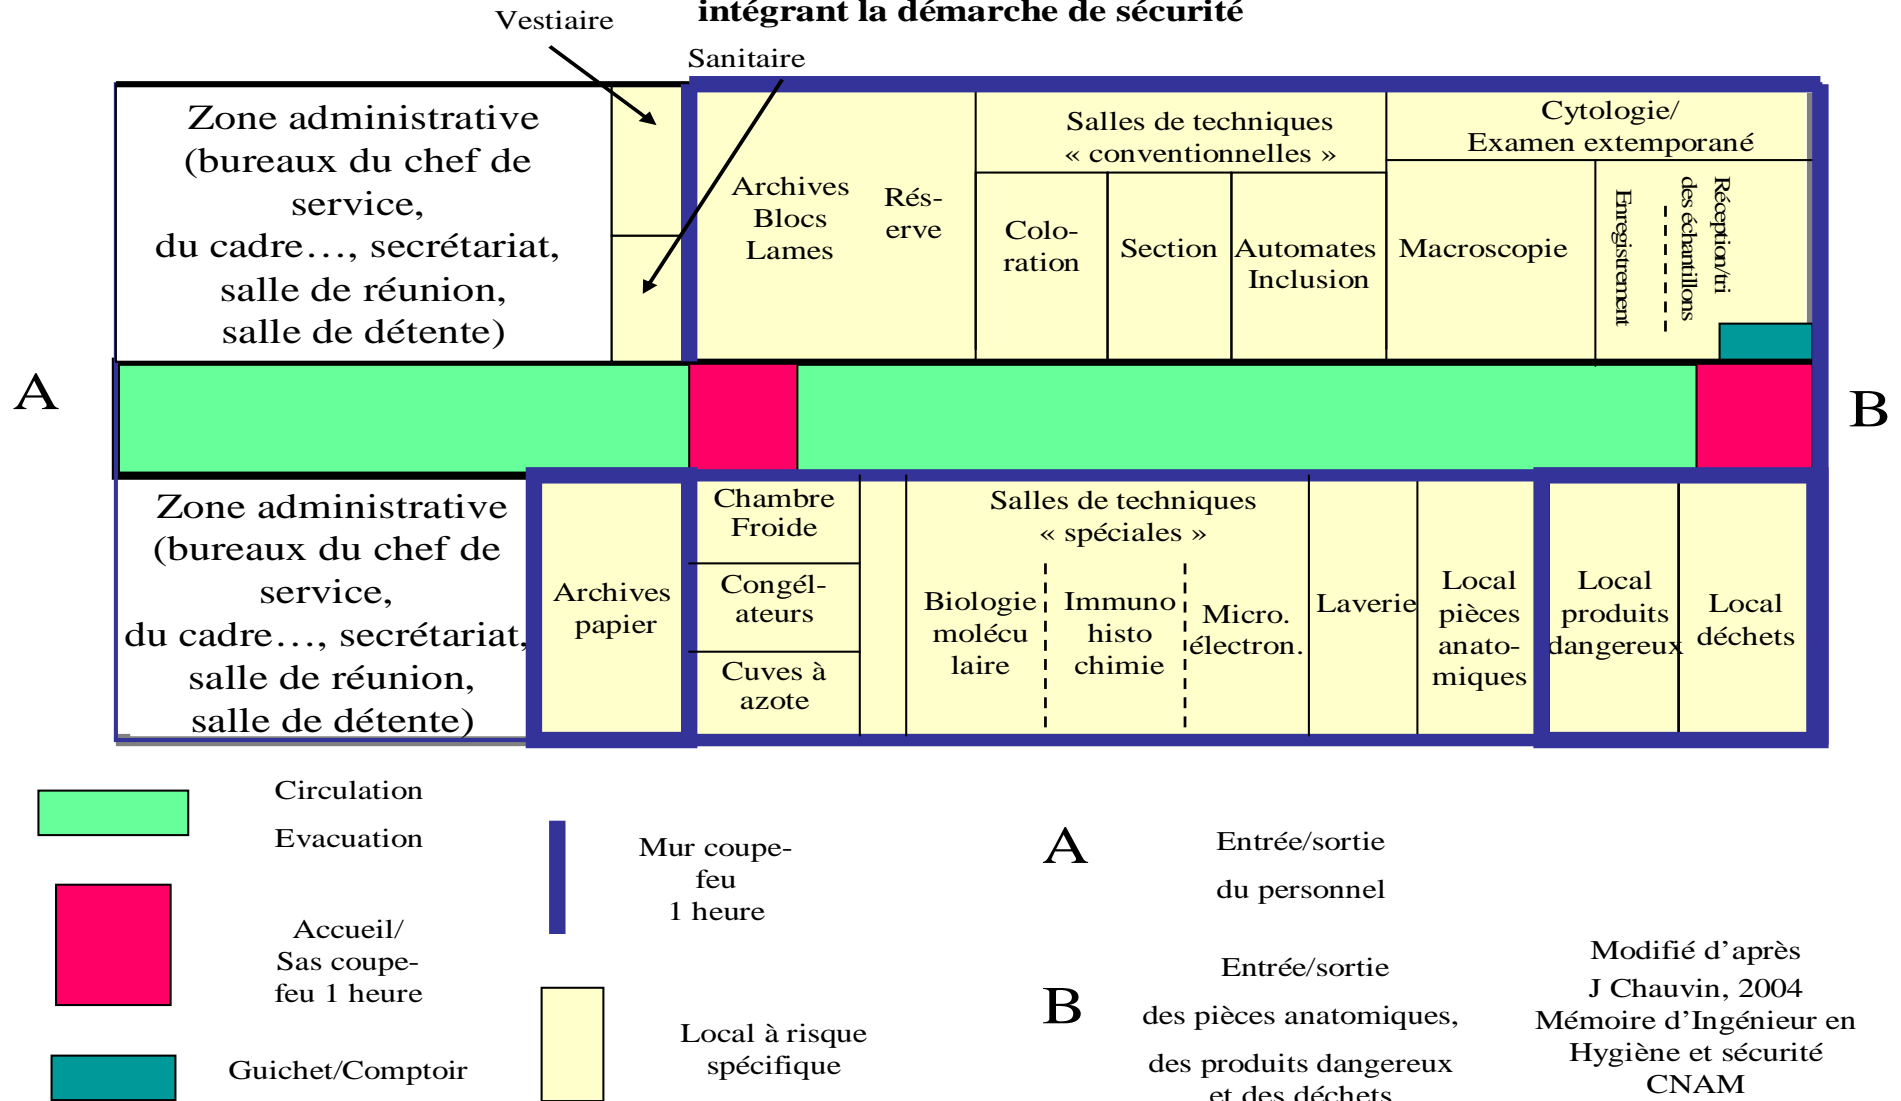 intégrant la démarche de sécurité
Vestiaire
Sanitaire
Zone administrative
(bureaux du chef de
service,
du cadre…, secrétariat,
salle de réunion,
salle de détente)
Archives
Blocs
Lames
Rés-
erve
Salles de techniques
« conventionnelles »
Colo-
ration
Section
Automates
Inclusion
Cytologie/
Examen extemporané
Macroscopie
Enregistrement
Réception/tri
des échantillons
A
B
Zone administrative
(bureaux du chef de
service,
du cadre…, secrétariat,
salle de réunion,
salle de détente)
Archives
papier
Chambre
Froide
Congél-
ateurs
Cuves à
azote
Salles de techniques
« spéciales »
Biologie
molécu
laire
Immuno
histo
chimie
Micro.
électron.
Laverie
Local
pièces
anato-
miques
Local
produits
dangereux
Local
déchets
Circulation
Evacuation
Accueil/
Sas coupe-
feu 1 heure
Guichet/Comptoir
Mur coupe-
feu
1 heure
Local à risque
spécifique
A
Entrée/sortie
du personnel
B
Entrée/sortie
des pièces anatomiques,
des produits dangereux
et des déchets
Modifié d’après
J Chauvin, 2004
Mémoire d’Ingénieur en
Hygiène et sécurité
CNAM